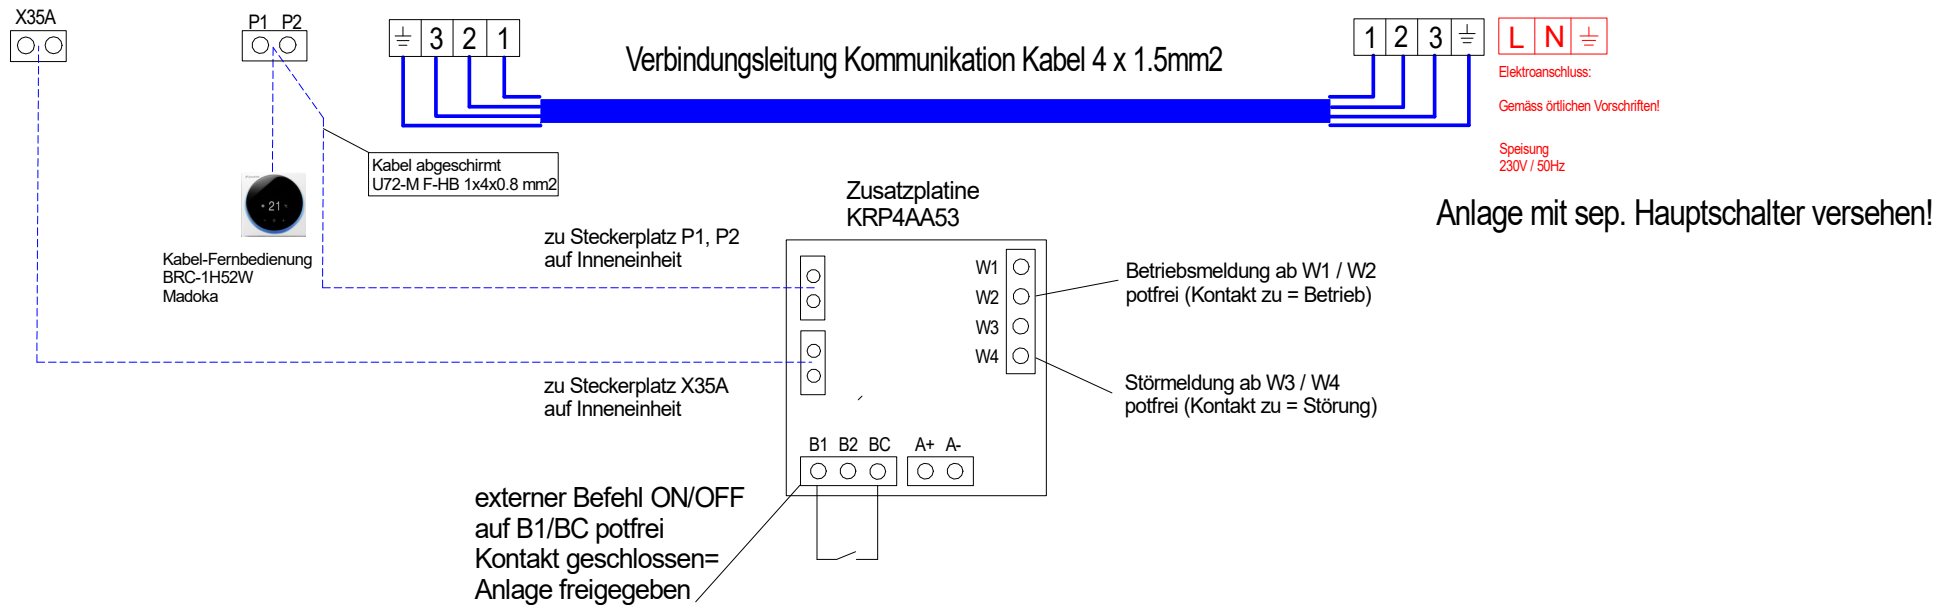 X35A
P1 P2
3 2 1
Verbindungsleitung Kommunikation Kabel 4 x 1.5mm2
1 2 3
L N
Elektroanschluss:
Gemäss örtlichen Vorschriften!
Speisung
230V / 50Hz
Anlage mit sep. Hauptschalter versehen!
Kabel abgeschirmt
U72-M F-HB 1x4x0.8 mm2
21
Kabel-Fernbedienung
BRC-1H52W
Madoka
zu Steckerplatz P1, P2
auf Inneneinheit
Zusatzplatine
KRP4AA53
W1
W2
W3
W4
Betriebsmeldung ab W1 / W2
potfrei (Kontakt zu = Betrieb)
Störmeldung ab W3 / W4
potfrei (Kontakt zu = Störung)
zu Steckerplatz X35A
auf Inneneinheit
B1 B2 BC A+ A-
externer Befehl ON/OFF
auf B1/BC potfrei
Kontakt geschlossen=
Anlage freigegeben